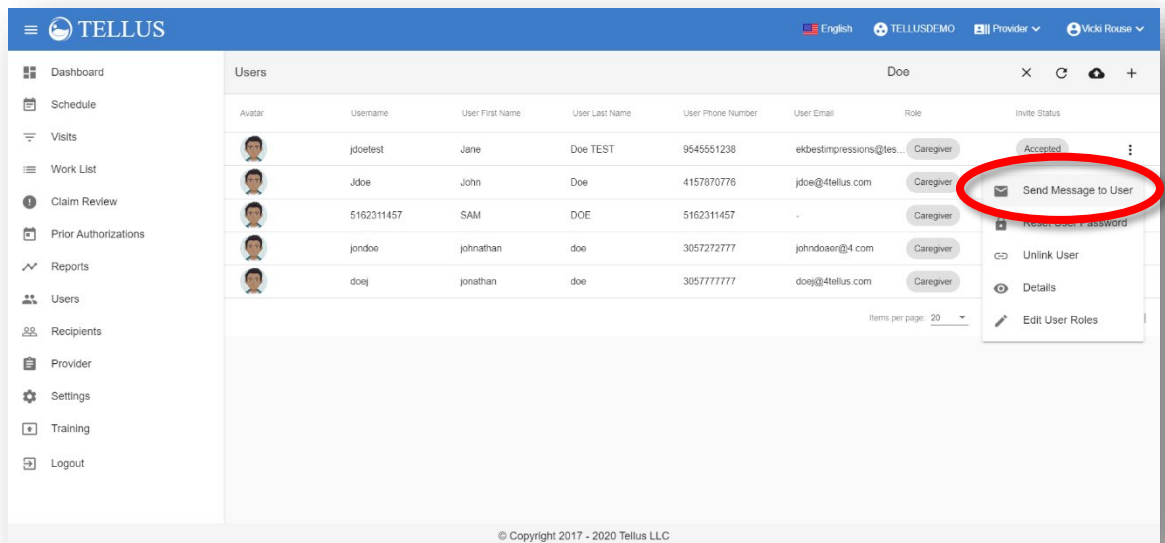 TELLUS English TELLUSDEMO Provider Vicki Rouse
Dashboard
Schedule
Visits
Work List
Claim Review
Prior Authorizations
Reports
Users
Recipients
Provider
Settings
Training
Logout
Users Doe
Avatar Username User First Name User Last Name User Phone Number User Email Role Invite Status
jdoetest Jane Doe TEST 9545551238 ekbestimpressions@tes... Caregiver Accepted
Jdoe John Doe 4157870776 jdoe@4tellus.com Caregiver
5162311457 SAM DOE 5162311457 - Caregiver
jondoe johnathan doe 3057272777 johndoaer@4.com Caregiver
doej jonathan doe 3057777777 doej@4tellus.com Caregiver
Items per page: 20
Send Message to User
Reset User Password
Unlink User
Details
Edit User Roles
© Copyright 2017 - 2020 Tellus LLC